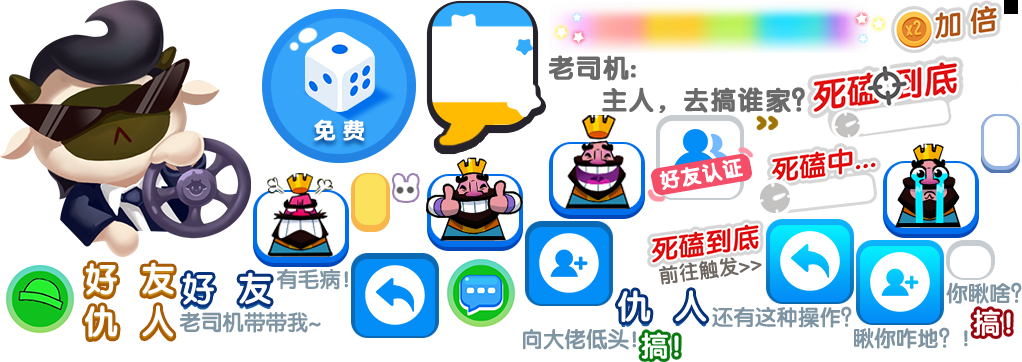 x2 加倍
免费
老司机:
主人，去搞谁家?
死磕到底
好友认证
死磕中...
死磕到底
前往触发>>
好友
仇人
好友
有毛病!
老司机带带我~
仇人
还有这种操作?
向大佬低头!
搞!
你瞅啥?
瞅你咋地?！
搞!